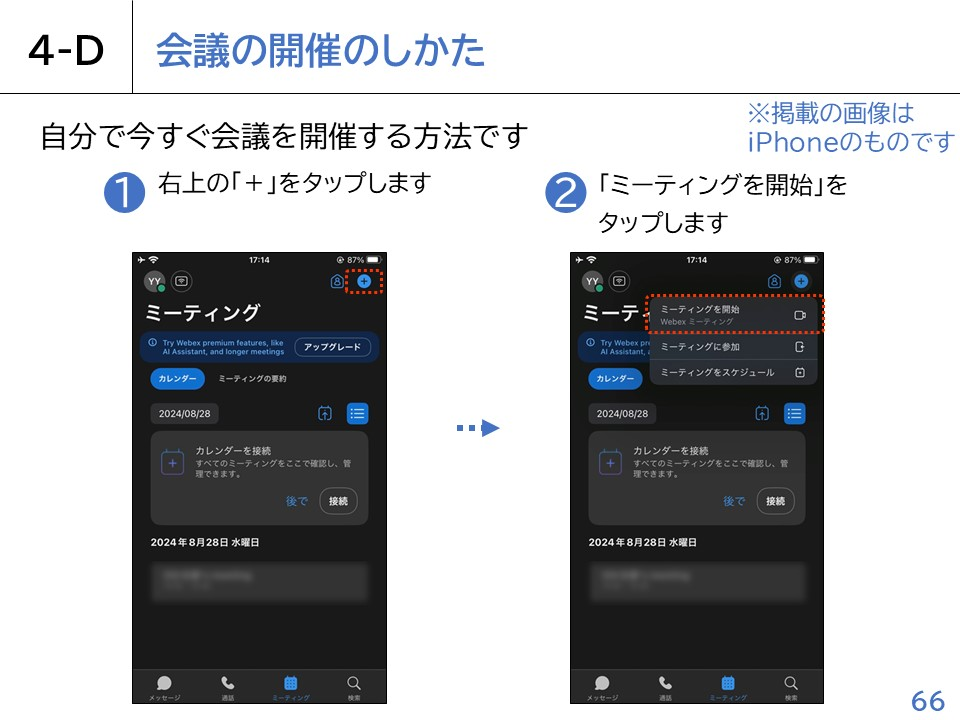 4-D
会議の開催のしかた
※掲載の画像は
iPhoneのものです
自分で今すぐ会議を開催する方法です
1 右上の「＋」をタップします
2 「ミーティングを開始」を
タップします
17:14
87%
YY
ミーティング
Try Webex premium features, like
AI Assistant, and longer meetings
アップグレード
カレンダー
ミーティングの要約
2024/08/28
カレンダーを接続
すべてのミーティングをここで確認し、管
理できます。
後で
接続
2024年8月28日 水曜日
メッセージ
通話
ミーティング
検索
17:14
87%
YY
ミーテ
ミーティングを開始
Webex ミーティング
ミーティングに参加
ミーティングをスケジュール
Try Webex pr
AI Assistant, a
カレンダー
2024/08/28
カレンダーを接続
すべてのミーティングをここで確認し、管
理できます。
後で
接続
2024年8月28日 水曜日
メッセージ
通話
ミーティング
検索
66